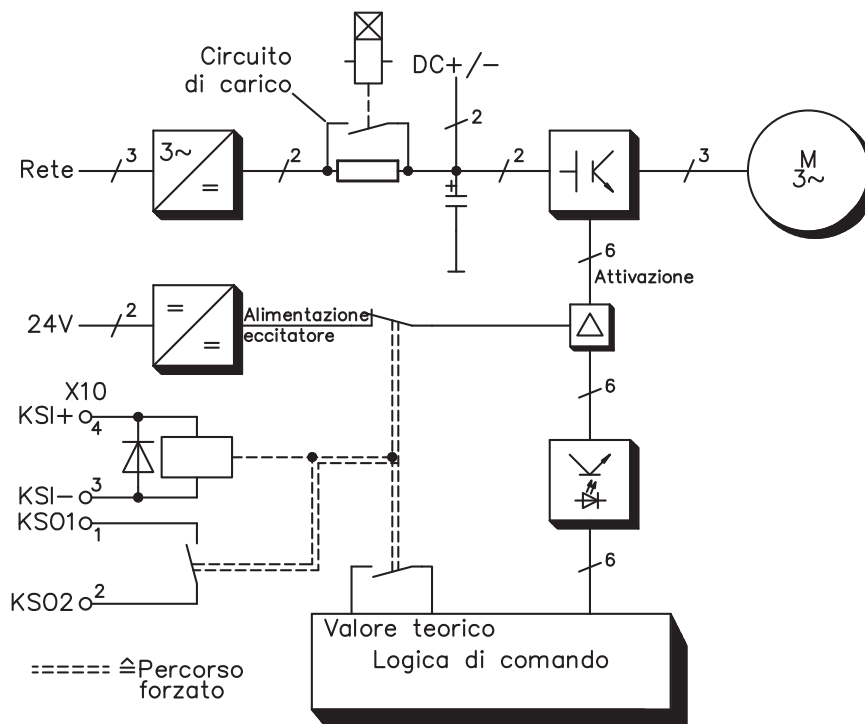 Circuito
di carico
DC+/−
2
Rete
3
3~
=
2
+
2
3
M
3~
6
Attivazione
24V
2
=
=
Alimentazione
eccitatore
6
X10
KSI+
4
KSI−
3
KSO1
1
KSO2
2
6
Valore teorico
Logica di comando
≙Percorso
forzato